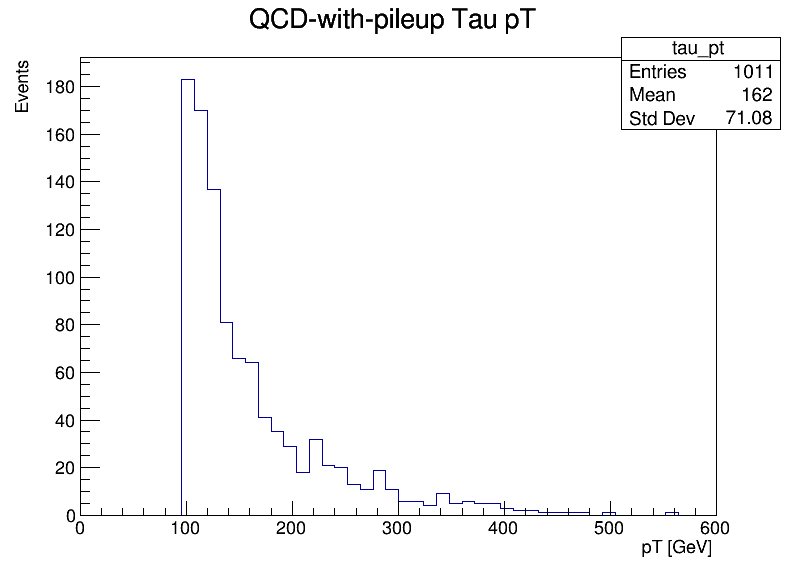 QCD-with-pileup Tau pT
tau_pt
Entries 1011
Mean 162
Std Dev 71.08
Events
180
160
140
120
100
80
60
40
20
0
0 100 200 300 400 500 600
pT [GeV]